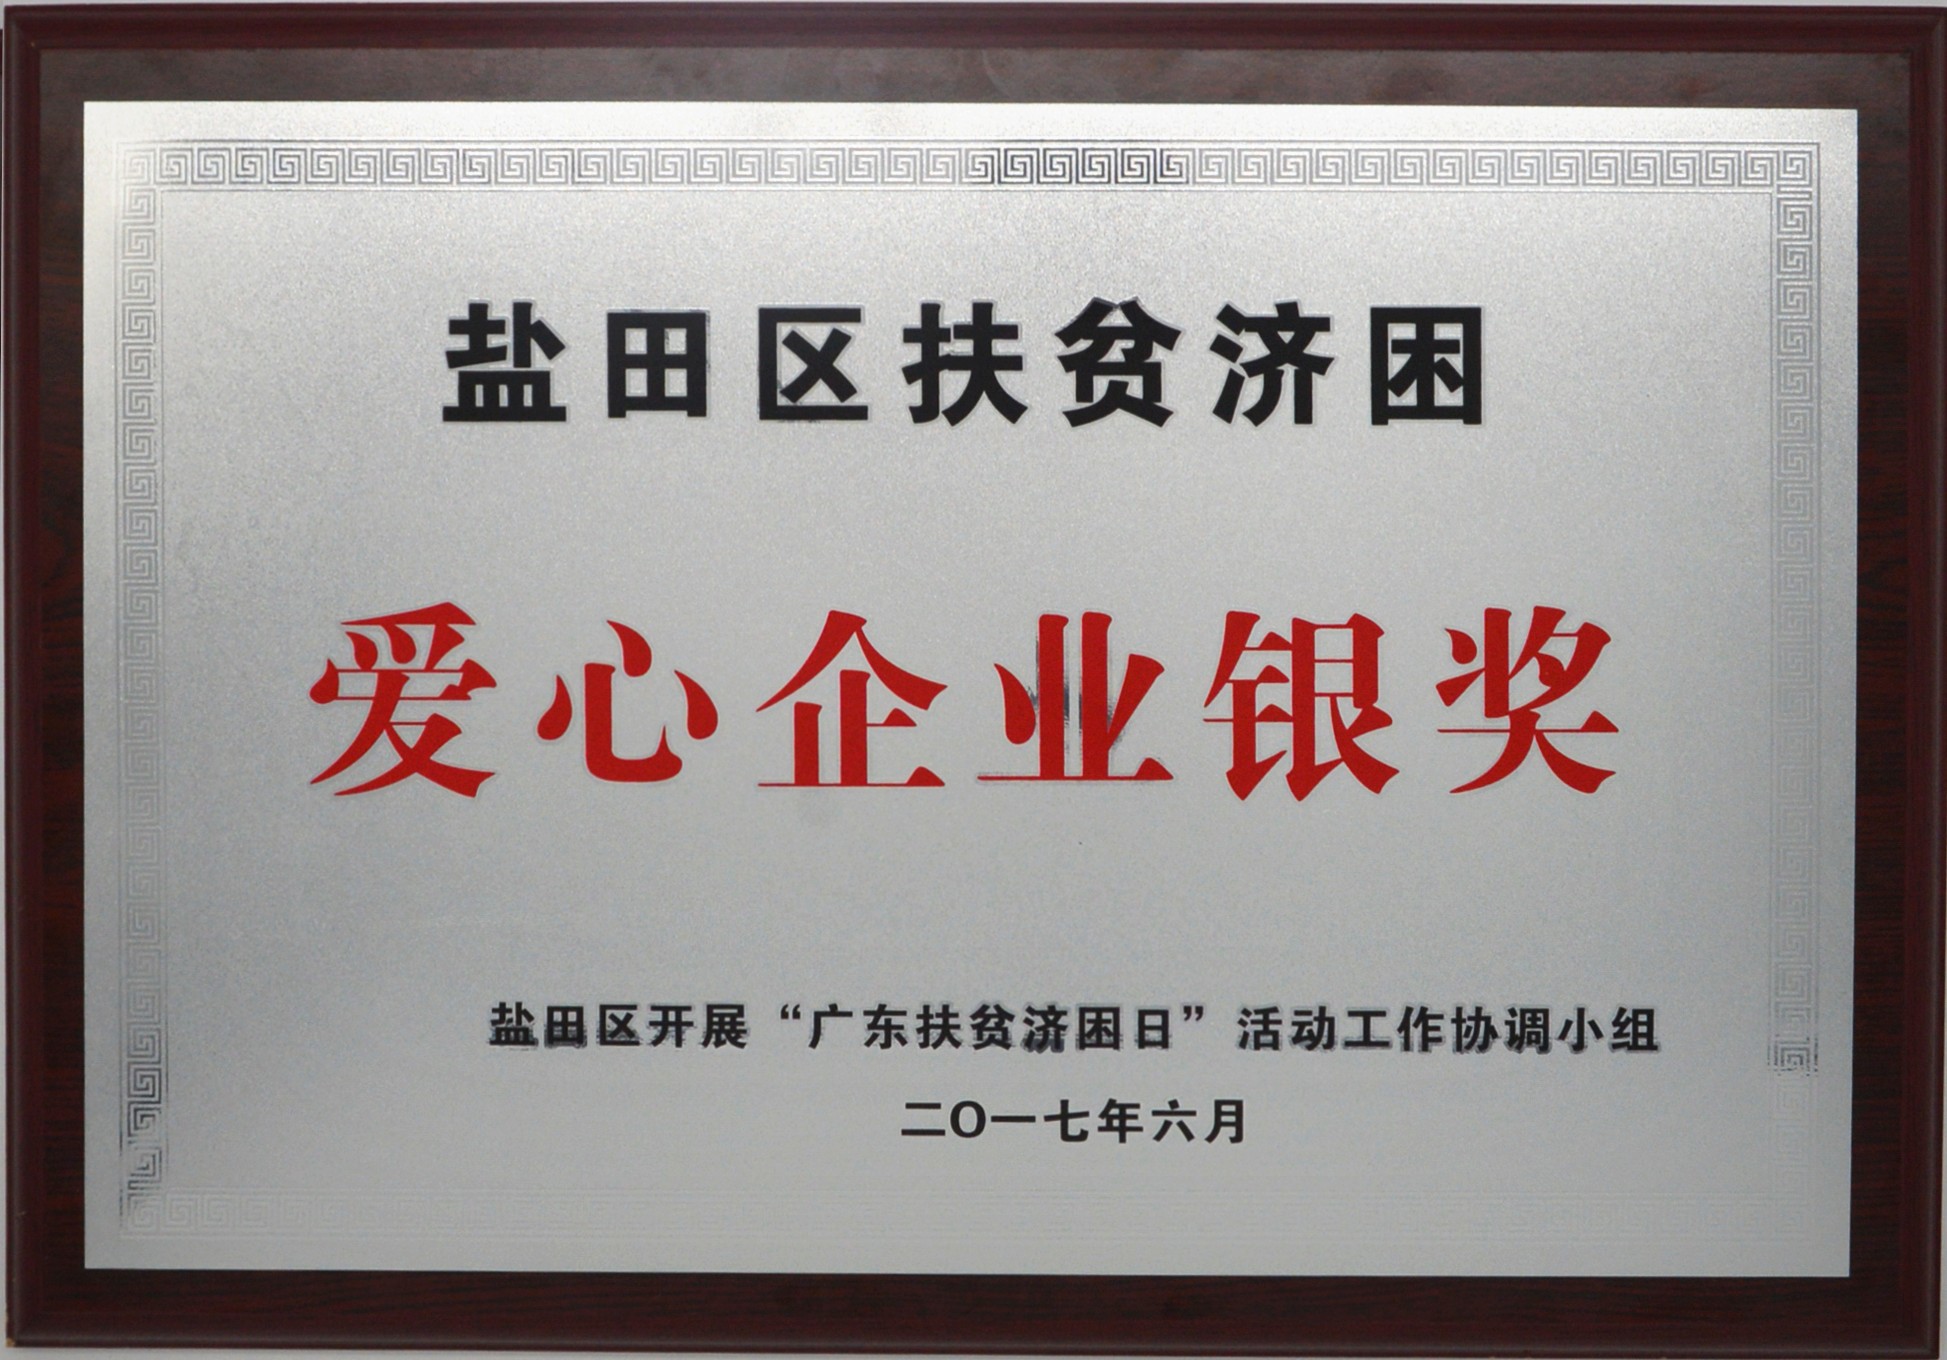 盐田区扶贫济困
爱心企业银奖
盐田区开展“广东扶贫济困日”活动工作协调小组
二〇一七年六月